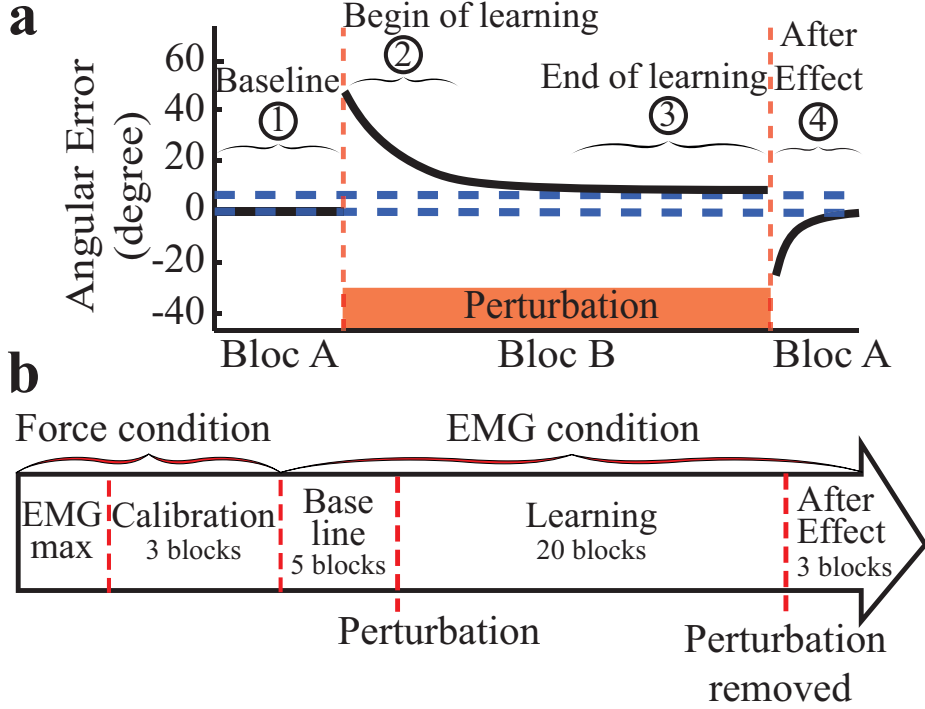 a
Begin of learning
2
After
Effect
4
Baseline
1
End of learning
3
Angular Error
(degree)
60
40
20
0
-20
-40
Perturbation
Bloc A
Bloc B
Bloc A
b
Force condition
EMG condition
EMG
max
Calibration
3 blocks
Base
line
5 blocks
Learning
20 blocks
After
Effect
3 blocks
Perturbation
Perturbation
removed